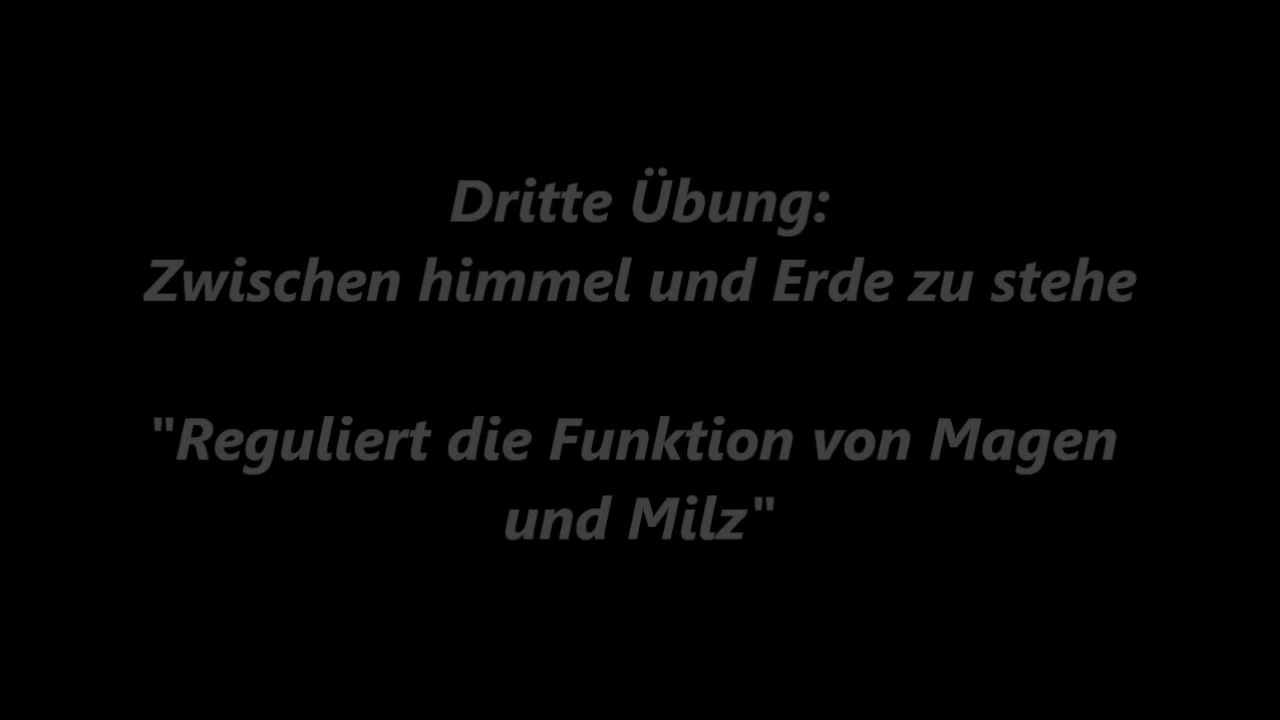 Dritte Übung:
Zwischen himmel und Erde zu stehe
"Reguliert die Funktion von Magen
und Milz"